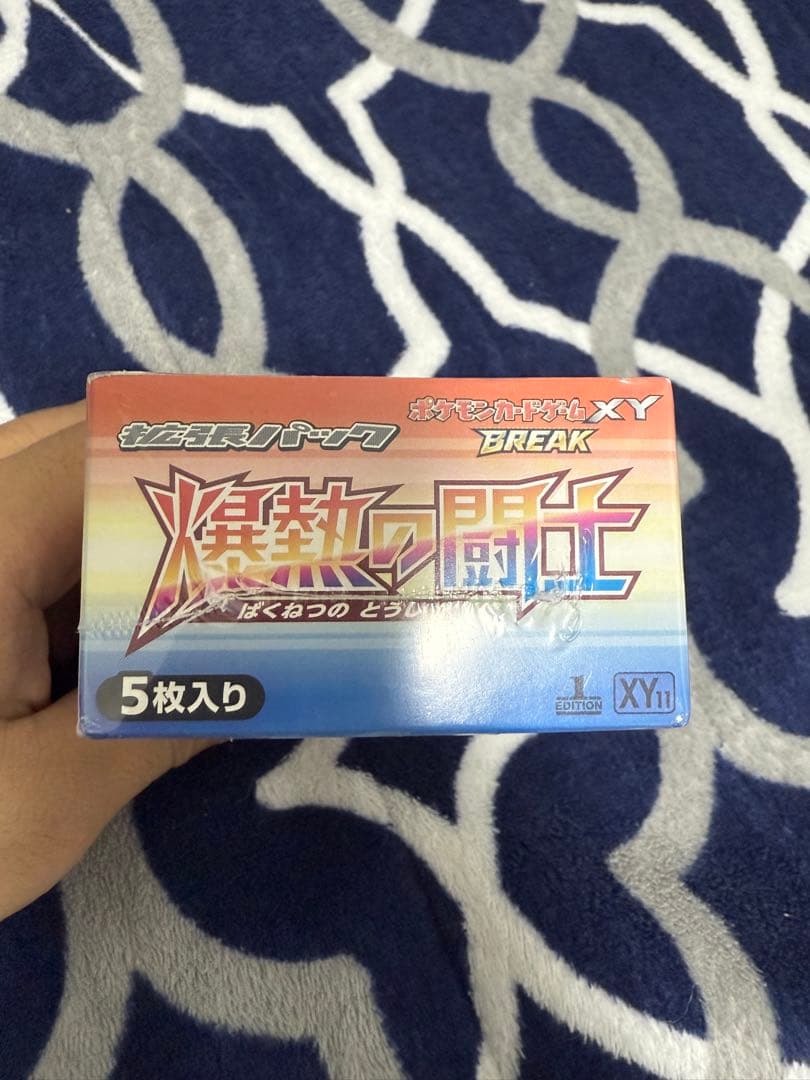 ポケモンカードゲームXY
BREAK
拡張パック
爆熱の闘士
ばくねつの とうし
5枚入り
1
EDITION
XY11